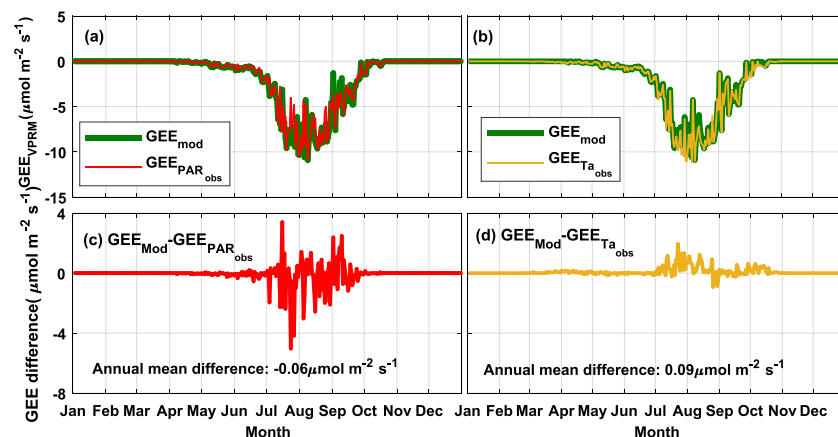 GEE difference( μmol m⁻² s⁻¹)GEE_VPRM(μmol m⁻² s⁻¹)
(a)
5
0
-5
-10
-15
GEE_mod
GEE_PAR_obs
(b)
GEE_mod
GEE_Ta_obs
(c) GEE_Mod-GEE_PAR_obs
4
0
-4
-8
Annual mean difference: -0.06μmol m⁻² s⁻¹
(d) GEE_Mod-GEE_Ta_obs
Annual mean difference: 0.09μmol m⁻² s⁻¹
Jan Feb Mar Apr May Jun Jul Aug Sep Oct Nov Dec
Month
Jan Feb Mar Apr May Jun Jul Aug Sep Oct Nov Dec
Month